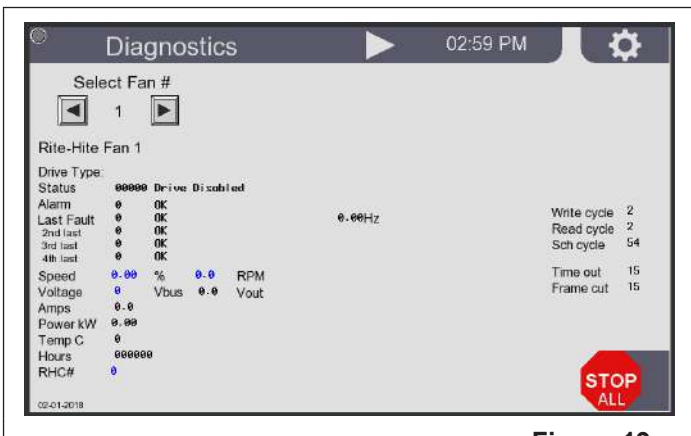 Diagnostics 02:59 PM
Select Fan #
1
Rite-Hite Fan 1
Drive Type:
Status 00000 Drive Disabled
Alarm 0 OK
Last Fault 0 OK 0.00Hz
2nd last 0 OK
3rd last 0 OK
4th last 0 OK
Speed 0.00 % 0.0 RPM
Voltage 0 Vbus 0.0 Vout
Amps 0.0
Power kW 0.00
Temp C 0
Hours 000000
RHC# 0
Write cycle 2
Read cycle 2
Sch cycle 54
Time out 15
Frame cut 15
STOP
ALL
02-01-2018